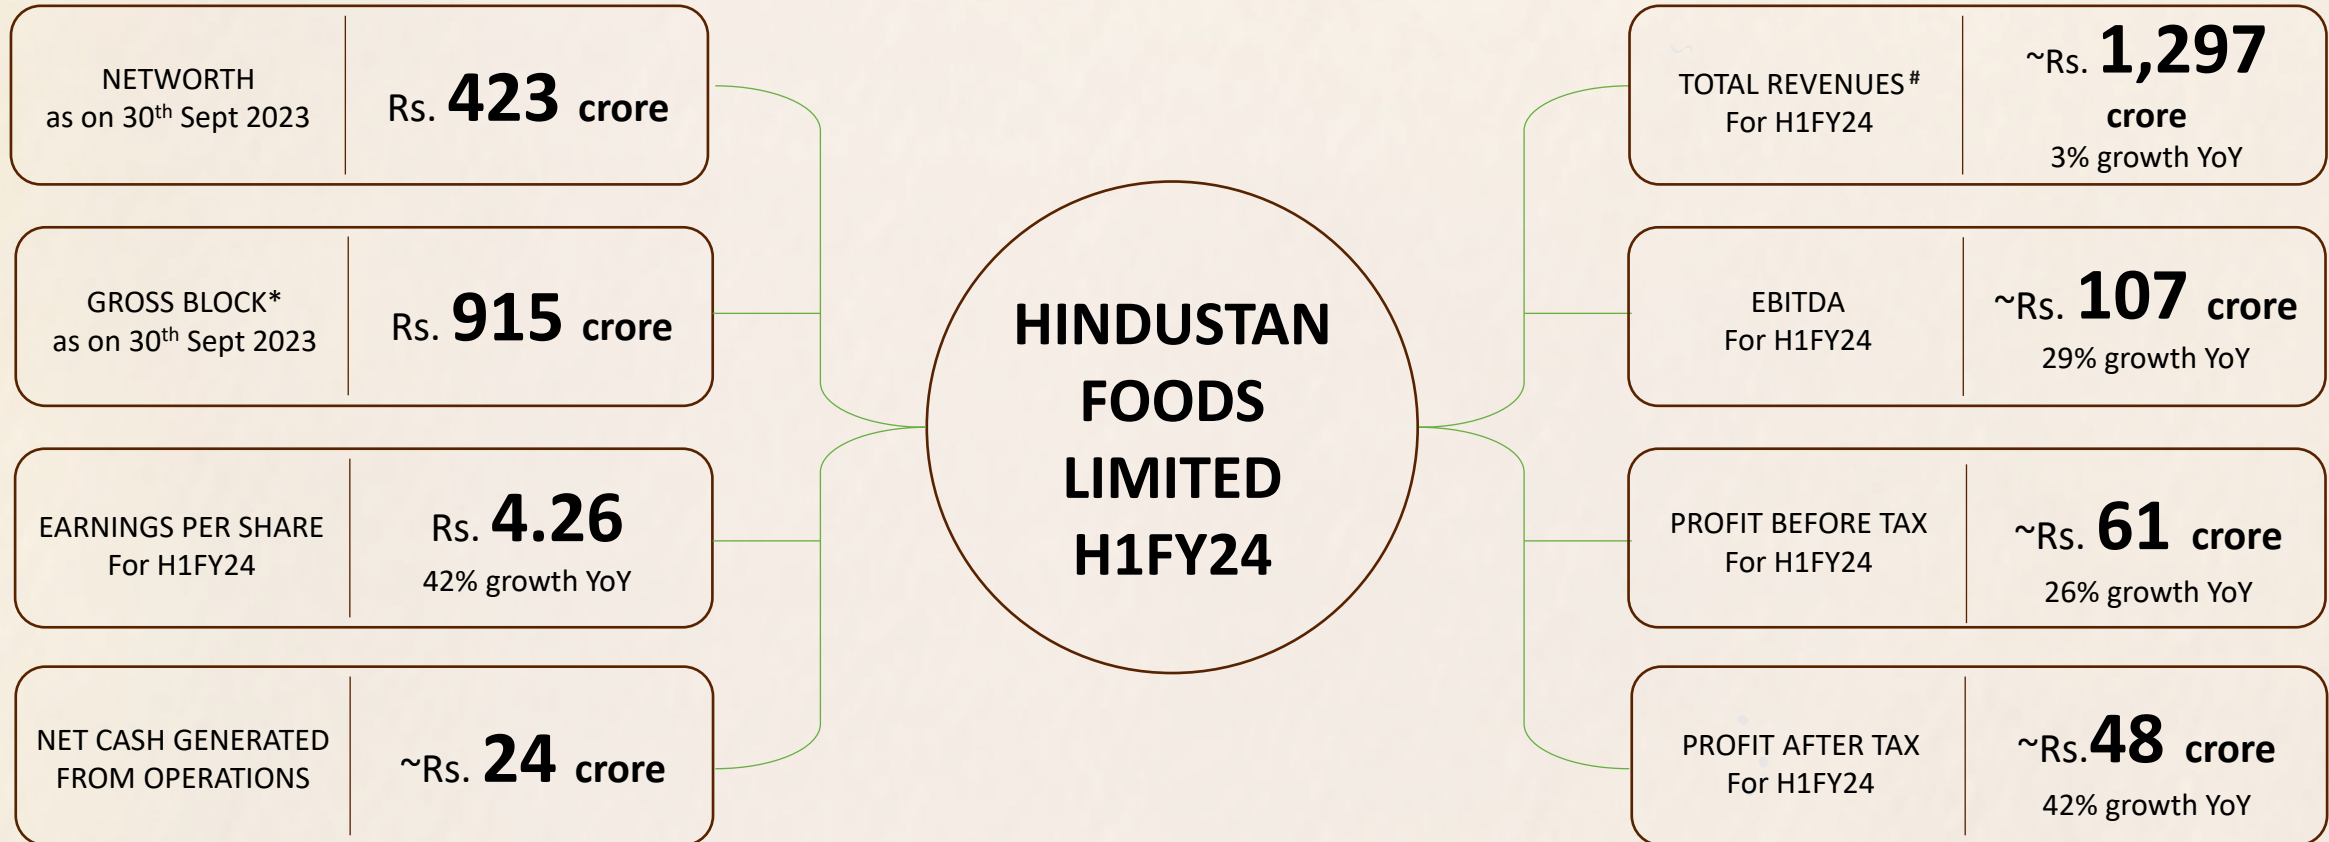 NETWORTH
as on 30th Sept 2023
Rs. 423 crore
GROSS BLOCK*
as on 30th Sept 2023
Rs. 915 crore
EARNINGS PER SHARE
For H1FY24
Rs. 4.26
42% growth YoY
NET CASH GENERATED
FROM OPERATIONS
~Rs. 24 crore
HINDUSTAN
FOODS
LIMITED
H1FY24
TOTAL REVENUES#
For H1FY24
~Rs. 1,297
crore
3% growth YoY
EBITDA
For H1FY24
~Rs. 107 crore
29% growth YoY
PROFIT BEFORE TAX
For H1FY24
~Rs. 61 crore
26% growth YoY
PROFIT AFTER TAX
For H1FY24
~Rs.48 crore
42% growth YoY